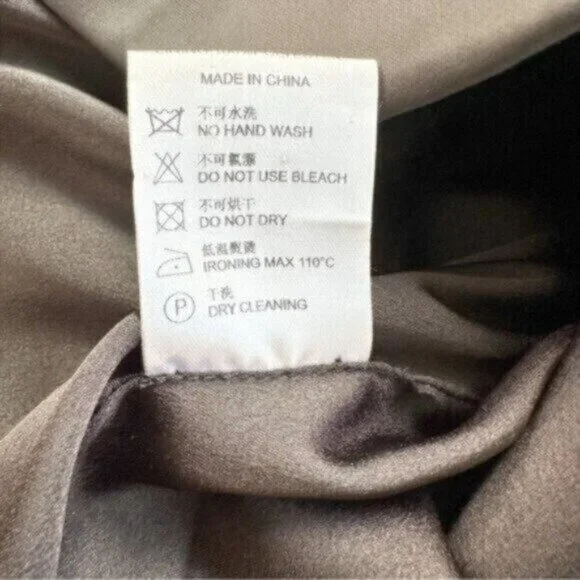 MADE IN CHINA
不可水洗
NO HAND WASH
不可氯漂
DO NOT USE BLEACH
不可烘干
DO NOT DRY
低温熨烫
IRONING MAX 110°C
干洗
P
DRY CLEANING